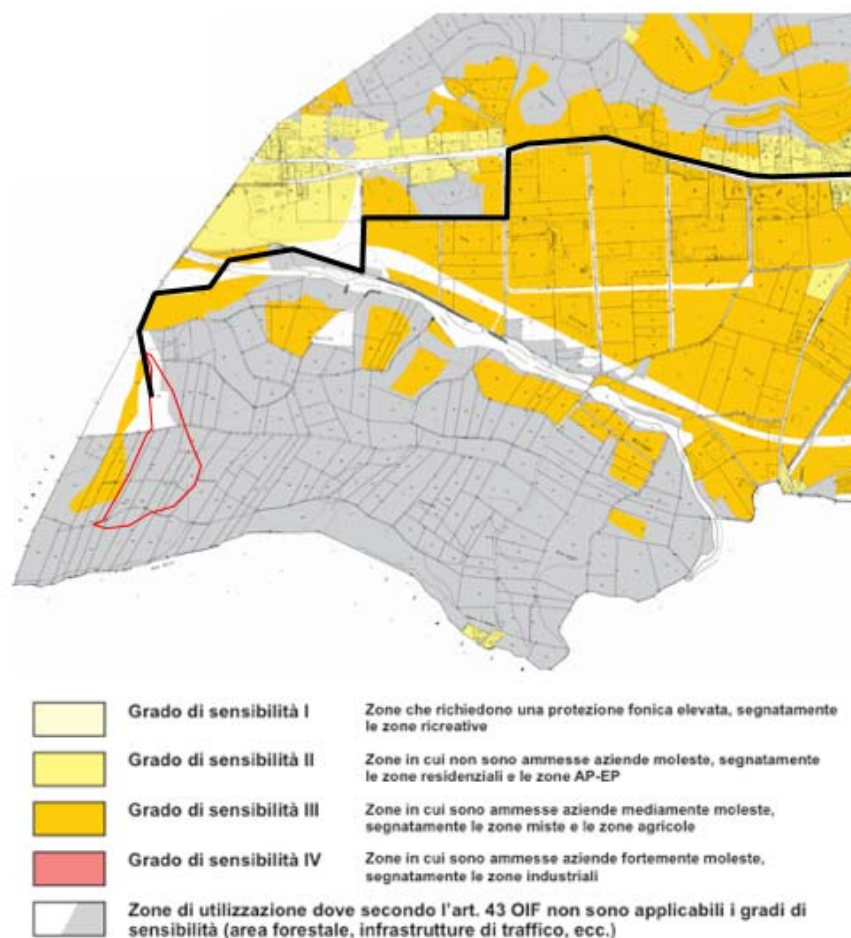 Grado di sensibilità I
Zone che richiedono una protezione fonica elevata, segnatamente
le zone ricreative
Grado di sensibilità II
Zone in cui non sono ammesse aziende moleste, segnatamente
le zone residenziali e le zone AP-EP
Grado di sensibilità III
Zone in cui sono ammesse aziende mediamente moleste,
segnatamente le zone miste e le zone agricole
Grado di sensibilità IV
Zone in cui sono ammesse aziende fortemente moleste,
segnatamente le zone industriali
Zone di utilizzazione dove secondo l'art. 43 OIF non sono applicabili i gradi di
sensibilità (area forestale, infrastrutture di traffico, ecc.)